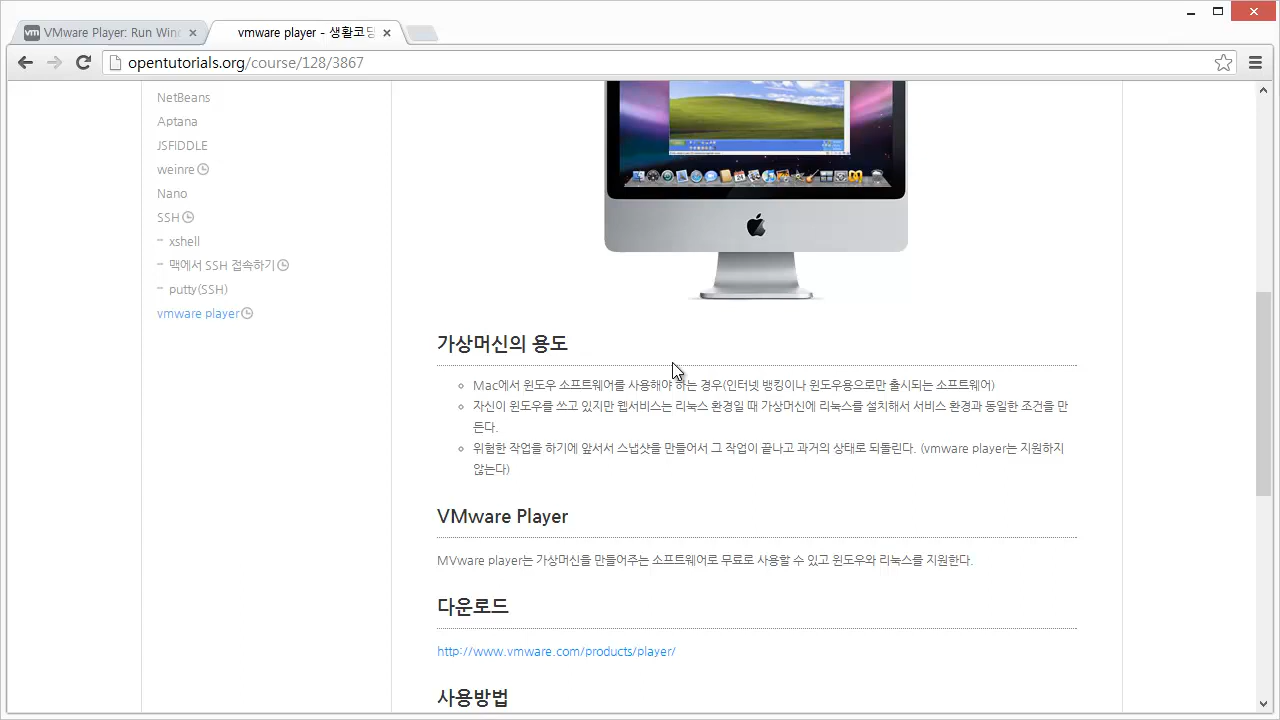 VMware Player: Run Win
vmware player - 생활코딩
opentutorials.org/course/128/3867
NetBeans
Aptana
JSFIDDLE
weinre
Nano
SSH
xshell
맥에서 SSH 접속하기
putty(SSH)
vmware player
가상머신의 용도
Mac에서 윈도우 소프트웨어를 사용해야 하는 경우(인터넷 뱅킹이나 윈도우용으로만 출시되는 소프트웨어)
자신이 윈도우를 쓰고 있지만 웹서비스는 리눅스 환경일 때 가상머신에 리눅스를 설치해서 서비스 환경과 동일한 조건을 만
든다.
위험한 작업을 하기에 앞서서 스냅샷을 만들어서 그 작업이 끝나고 과거의 상태로 되돌린다. (vmware player는 지원하지
않는다)
VMware Player
MVware player는 가상머신을 만들어주는 소프트웨어로 무료로 사용할 수 있고 윈도우와 리눅스를 지원한다.
다운로드
http://www.vmware.com/products/player/
사용방법